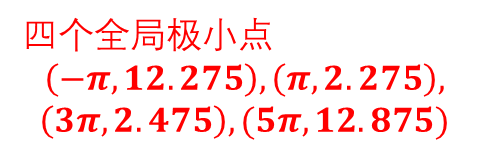 四个全局极小点
(−π, 12.275), (π, 2.275),
(3π, 2.475), (5π, 12.875)